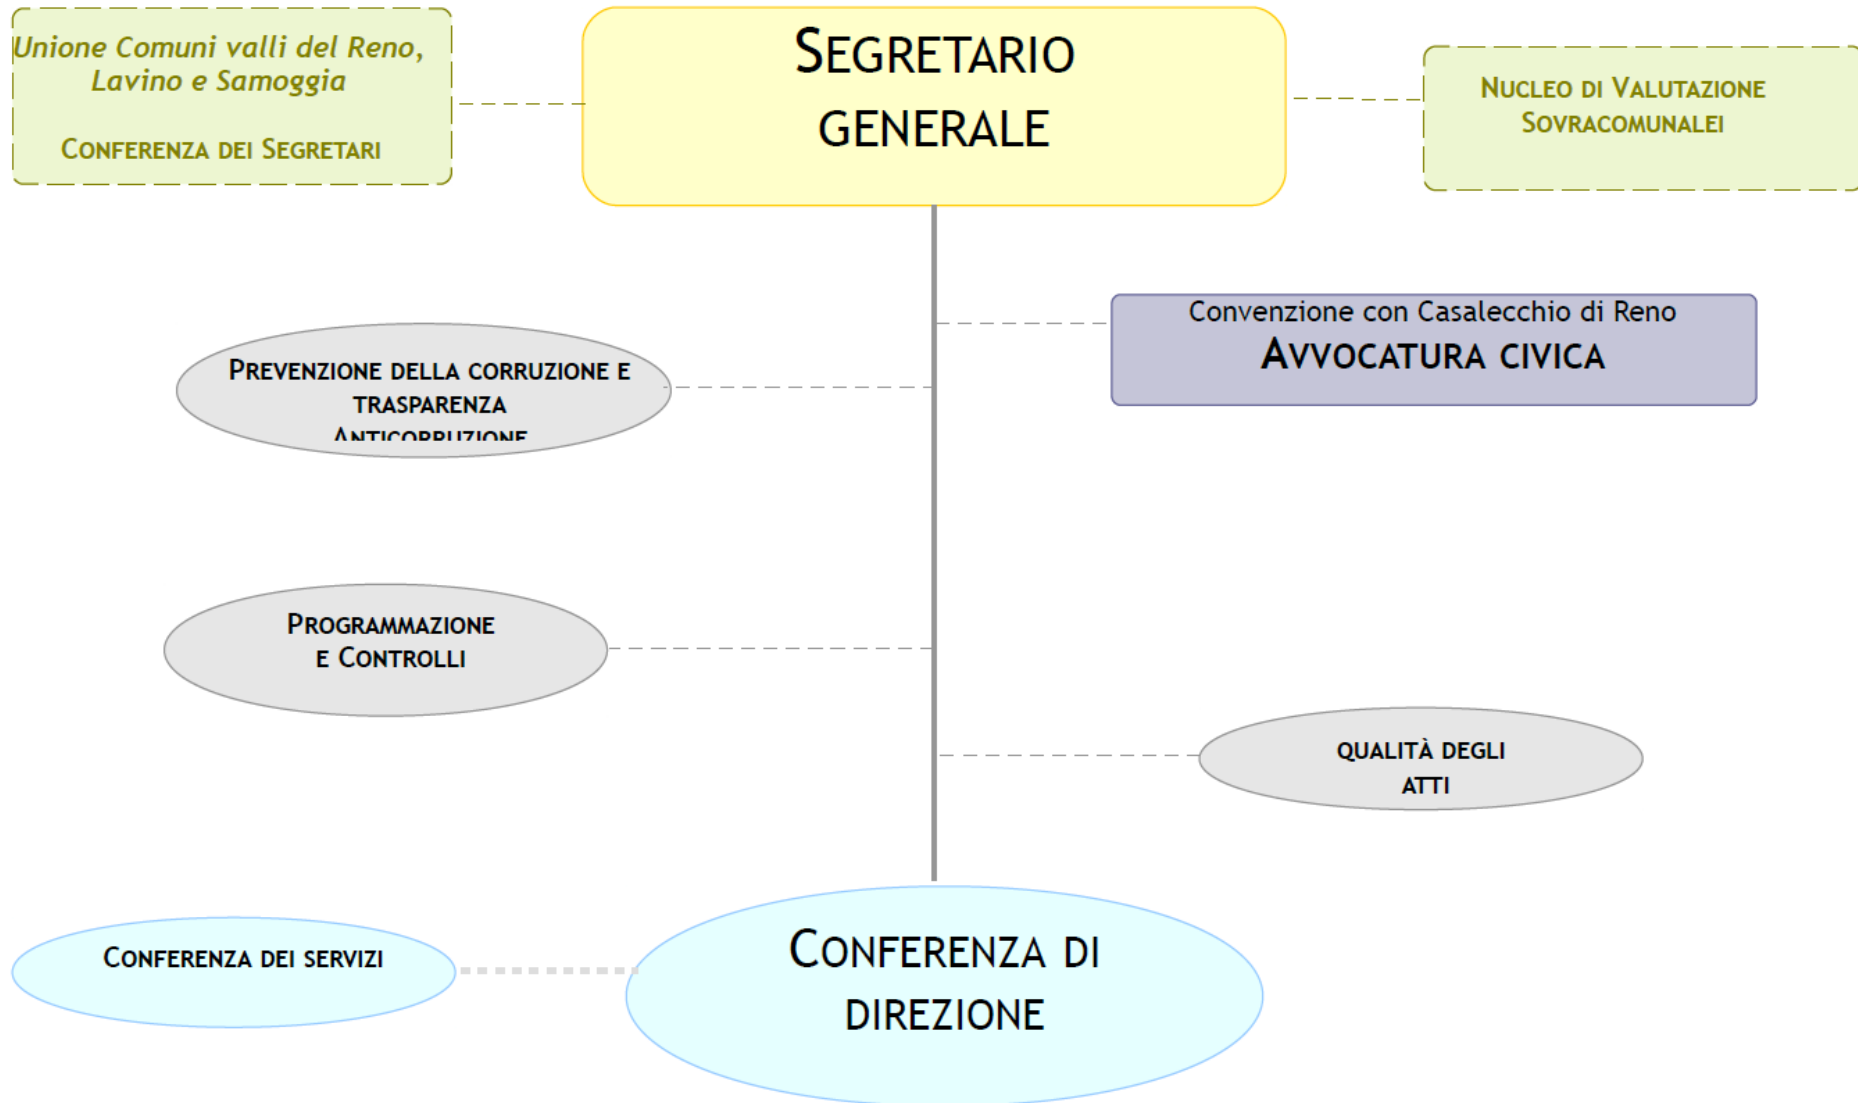 Unione Comuni valli del Reno,
Lavino e Samoggia
CONFERENZA DEI SEGRETARI
SEGRETARIO
GENERALE
NUCLEO DI VALUTAZIONE
SOVRACOMUNALEI
Convenzione con Casalecchio di Reno
AVVOCATURA CIVICA
PREVENZIONE DELLA CORRUZIONE E
TRASPARENZA
ANTICORRUZIONE
PROGRAMMAZIONE
E CONTROLLI
QUALITÀ DEGLI
ATTI
CONFERENZA DEI SERVIZI
CONFERENZA DI
DIREZIONE